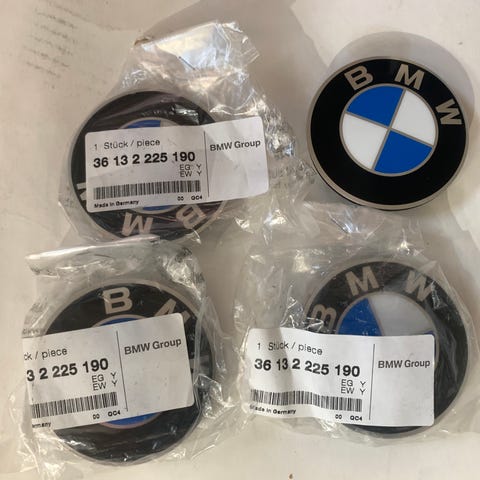 BMW
1 Stück / piece
36 13 2 225 190
BMW Group
EG Y
EW Y
Made in Germany
00 QC4
BMW
B M
Stück / piece
3 2 225 190
BMW Group
EG Y
EW Y
00 QC4
BMW
1 Stück / piece
36 13 2 225 190
BMW Group
EG Y
EW Y
Made in Germany
00 QC4